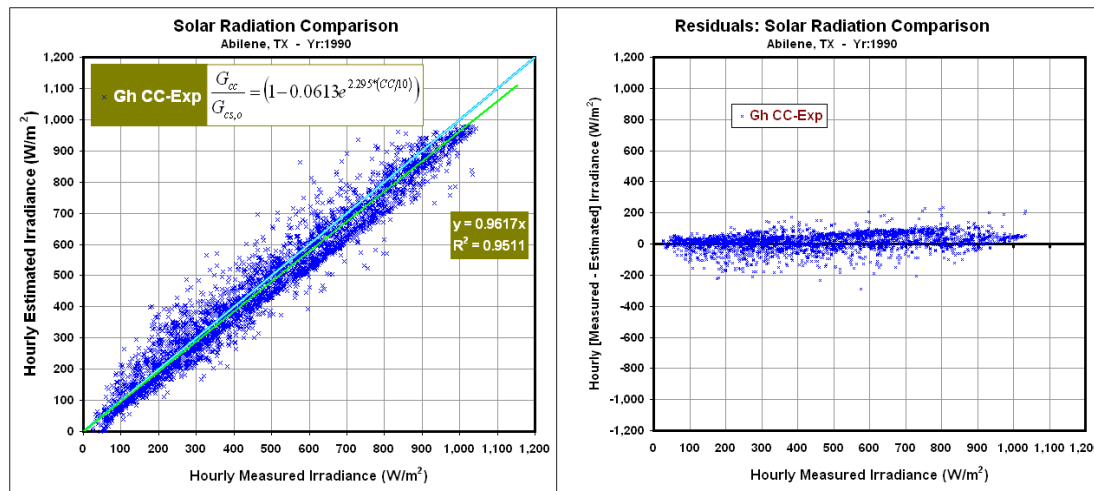 Solar Radiation Comparison
Abilene, TX - Yr:1990
Hourly Estimated Irradiance (W/m²)
1,200
1,100
1,000
900
800
700
600
500
400
300
200
100
0
Gh CC-Exp
G_cc / G_cs,o = (1−0.0613e^2.295*(CC/10))
y = 0.9617x
R² = 0.9511
0 100 200 300 400 500 600 700 800 900 1,000 1,100 1,200
Hourly Measured Irradiance (W/m²)
Residuals: Solar Radiation Comparison
Abilene, TX - Yr:1990
Hourly [Measured - Estimated] Irradiance (W/m²)
1,200
1,000
800
600
400
200
0
-200
-400
-600
-800
-1,000
-1,200
Gh CC-Exp
0 100 200 300 400 500 600 700 800 900 1,000 1,100 1,200
Hourly Measured Irradiance (W/m²)